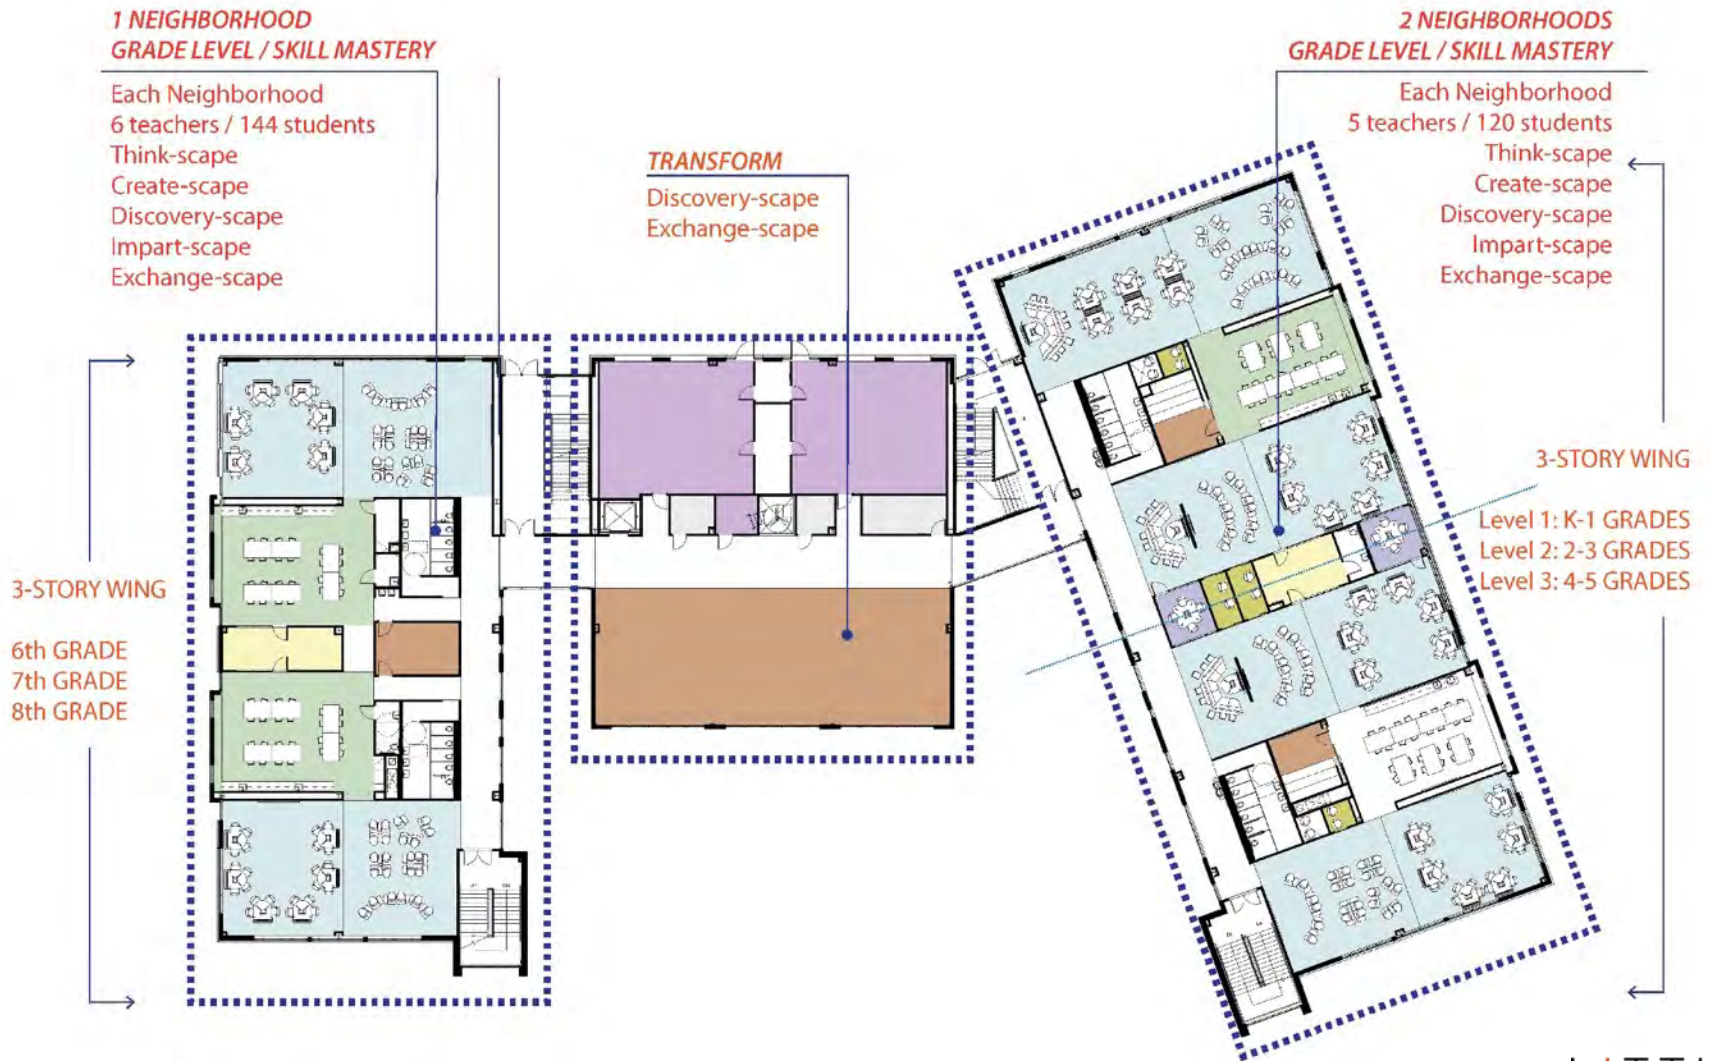 1 NEIGHBORHOOD
GRADE LEVEL / SKILL MASTERY
Each Neighborhood
6 teachers / 144 students
Think-scape
Create-scape
Discovery-scape
Impart-scape
Exchange-scape
TRANSFORM
Discovery-scape
Exchange-scape
2 NEIGHBORHOODS
GRADE LEVEL / SKILL MASTERY
Each Neighborhood
5 teachers / 120 students
Think-scape
Create-scape
Discovery-scape
Impart-scape
Exchange-scape
3-STORY WING
6th GRADE
7th GRADE
8th GRADE
3-STORY WING
Level 1: K-1 GRADES
Level 2: 2-3 GRADES
Level 3: 4-5 GRADES